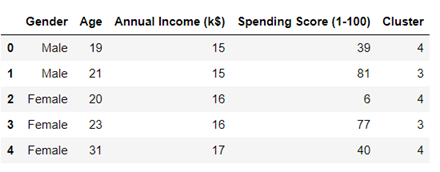 Gender Age Annual Income (k$) Spending Score (1-100) Cluster
0 Male 19 15 39 4
1 Male 21 15 81 3
2 Female 20 16 6 4
3 Female 23 16 77 3
4 Female 31 17 40 4